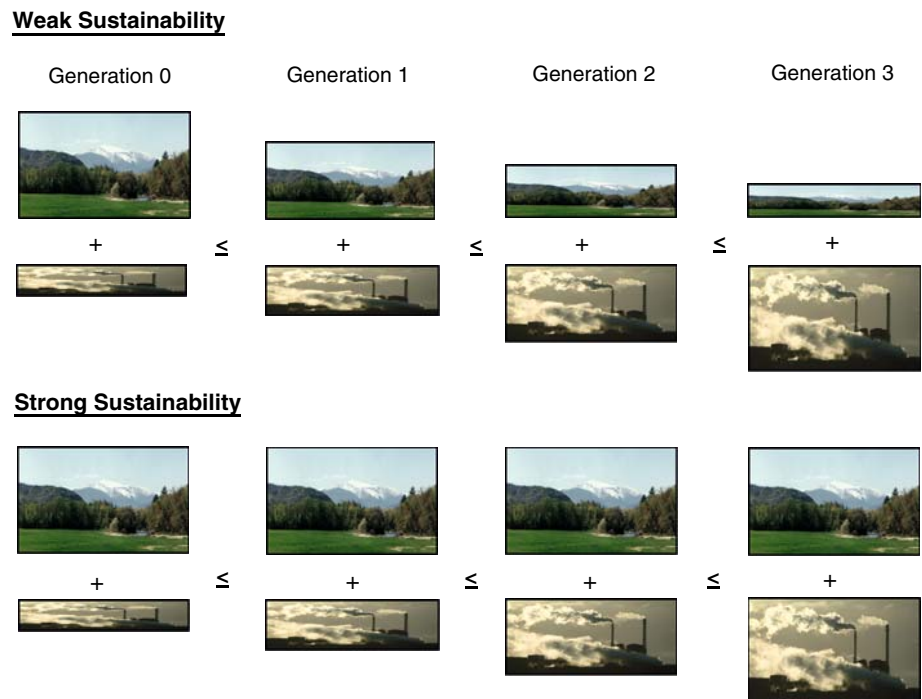 Weak Sustainability
Generation 0 Generation 1 Generation 2 Generation 3
+ ≤ + ≤ + ≤ +
Strong Sustainability
+ ≤ + ≤ + ≤ +